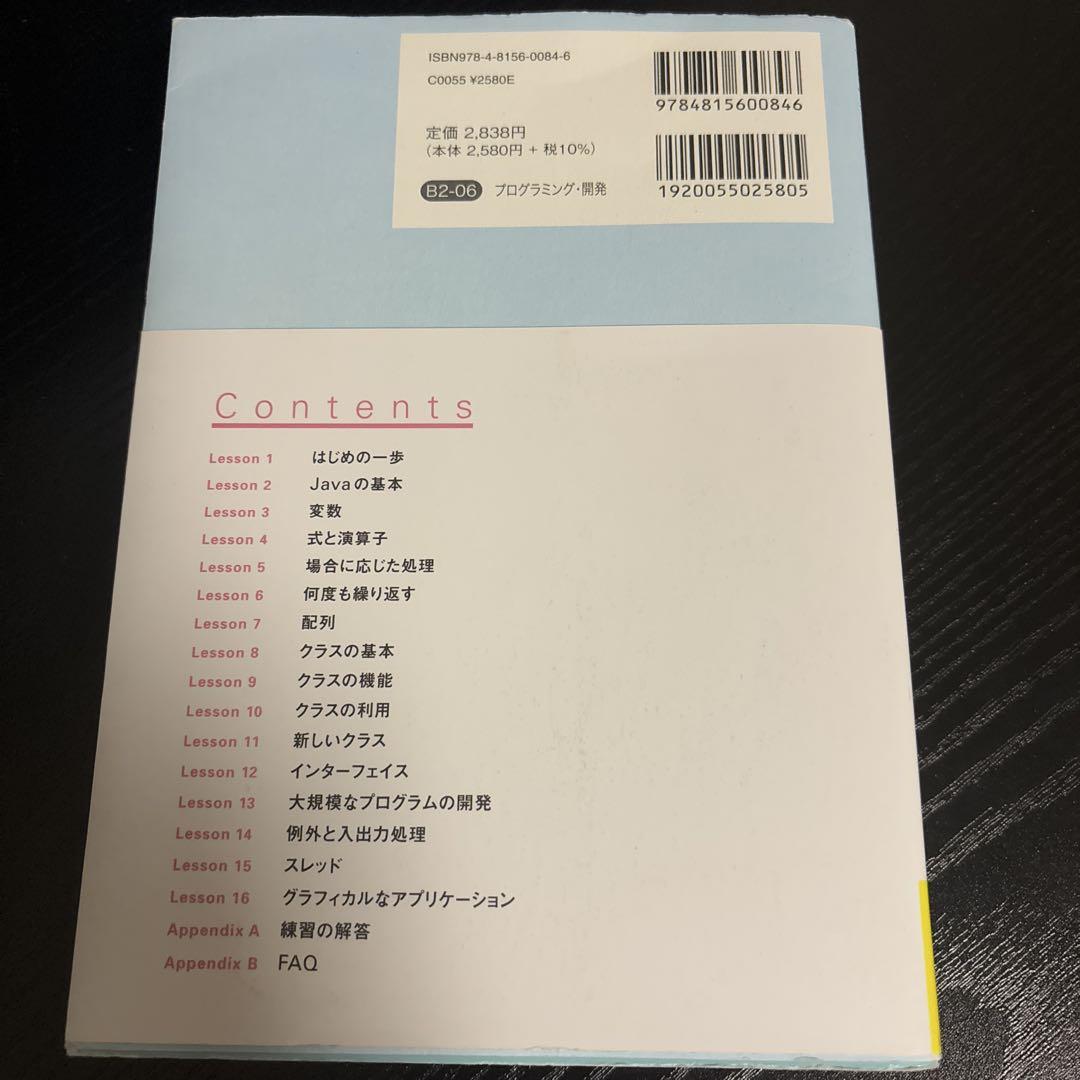 ISBN978-4-8156-0084-6
C0055 ¥2580E
9784815600846
定価 2,838円
(本体 2,580円 + 税10%)
1920055025805
B2-06 プログラミング・開発
Contents
Lesson 1 はじめの一歩
Lesson 2 Javaの基本
Lesson 3 変数
Lesson 4 式と演算子
Lesson 5 場合に応じた処理
Lesson 6 何度も繰り返す
Lesson 7 配列
Lesson 8 クラスの基本
Lesson 9 クラスの機能
Lesson 10 クラスの利用
Lesson 11 新しいクラス
Lesson 12 インターフェイス
Lesson 13 大規模なプログラムの開発
Lesson 14 例外と入出力処理
Lesson 15 スレッド
Lesson 16 グラフィカルなアプリケーション
Appendix A 練習の解答
Appendix B FAQ